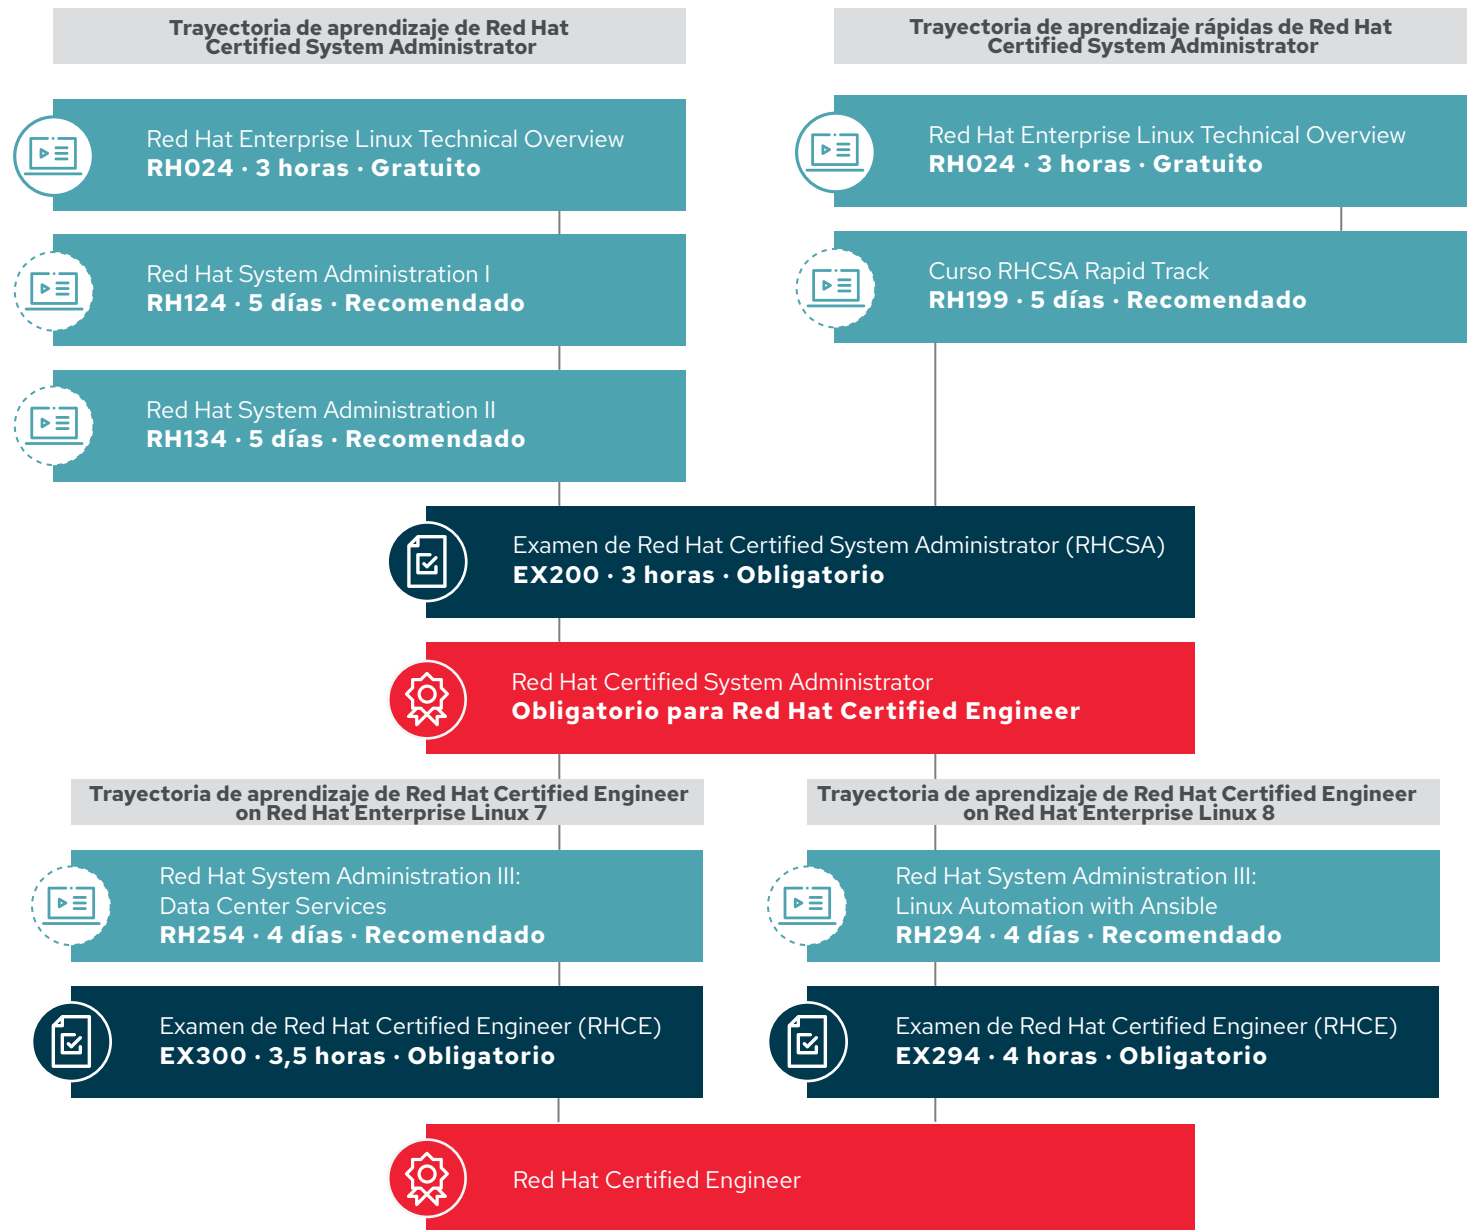 Trayectoria de aprendizaje de Red Hat
Certified System Administrator
Red Hat Enterprise Linux Technical Overview
RH024 · 3 horas · Gratuito
Red Hat System Administration I
RH124 · 5 días · Recomendado
Red Hat System Administration II
RH134 · 5 días · Recomendado
Trayectoria de aprendizaje rápidas de Red Hat
Certified System Administrator
Red Hat Enterprise Linux Technical Overview
RH024 · 3 horas · Gratuito
Curso RHCSA Rapid Track
RH199 · 5 días · Recomendado
Examen de Red Hat Certified System Administrator (RHCSA)
EX200 · 3 horas · Obligatorio
Red Hat Certified System Administrator
Obligatorio para Red Hat Certified Engineer
Trayectoria de aprendizaje de Red Hat Certified Engineer
on Red Hat Enterprise Linux 7
Red Hat System Administration III:
Data Center Services
RH254 · 4 días · Recomendado
Examen de Red Hat Certified Engineer (RHCE)
EX300 · 3,5 horas · Obligatorio
Trayectoria de aprendizaje de Red Hat Certified Engineer
on Red Hat Enterprise Linux 8
Red Hat System Administration III:
Linux Automation with Ansible
RH294 · 4 días · Recomendado
Examen de Red Hat Certified Engineer (RHCE)
EX294 · 4 horas · Obligatorio
Red Hat Certified Engineer